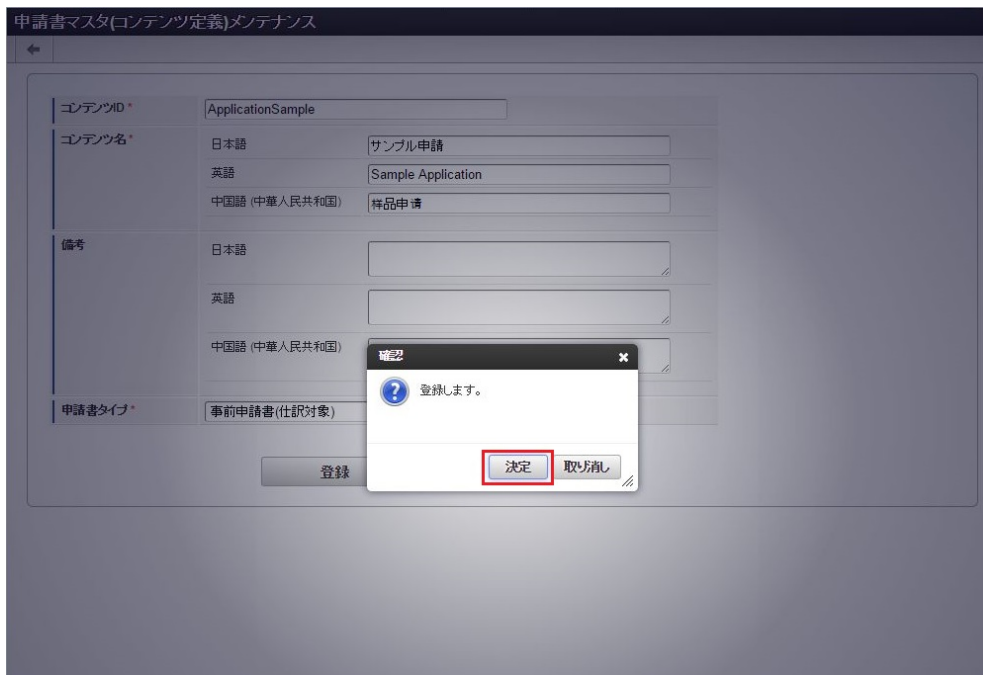 申請書マスタ(コンテンツ定義)メンテナンス
コンテンツID*
ApplicationSample
コンテンツ名*
日本語
サンプル申請
英語
Sample Application
中国語 (中華人民共和国)
样品申请
備考
日本語
英語
中国語 (中華人民共和国)
確認
登録します。
申請書タイプ*
事前申請書(仕訳対象)
決定
取り消し
登録